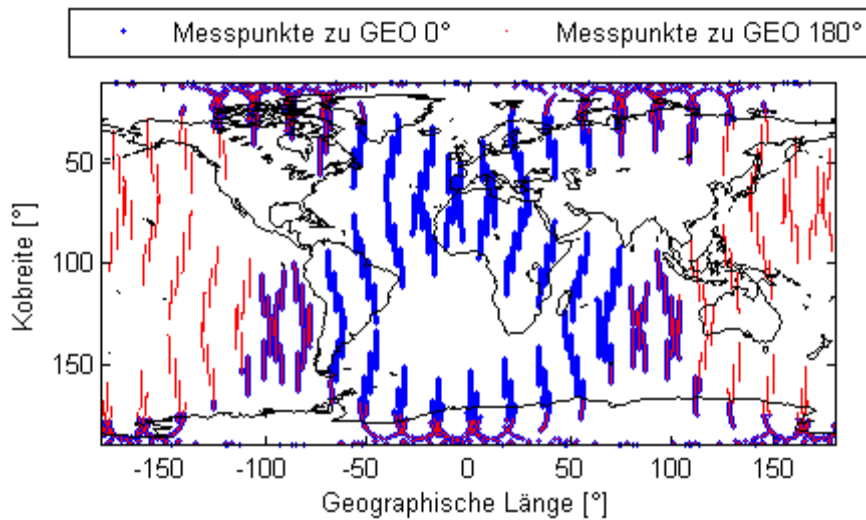 Messpunkte zu GEO 0° Messpunkte zu GEO 180°
Kobreite [°]
50
100
150
-150 -100 -50 0 50 100 150
Geographische Länge [°]